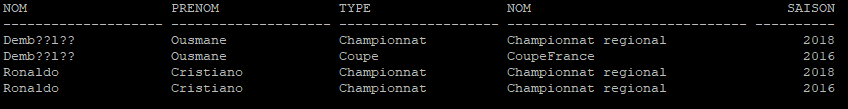 NOM PRENOM TYPE NOM SAISON
-------------------- -------------------- -------------------- ------------------------------ ----------
Demb??l?? Ousmane Championnat Championnat regional 2018
Demb??l?? Ousmane Coupe CoupeFrance 2016
Ronaldo Cristiano Championnat Championnat regional 2018
Ronaldo Cristiano Championnat Championnat regional 2016